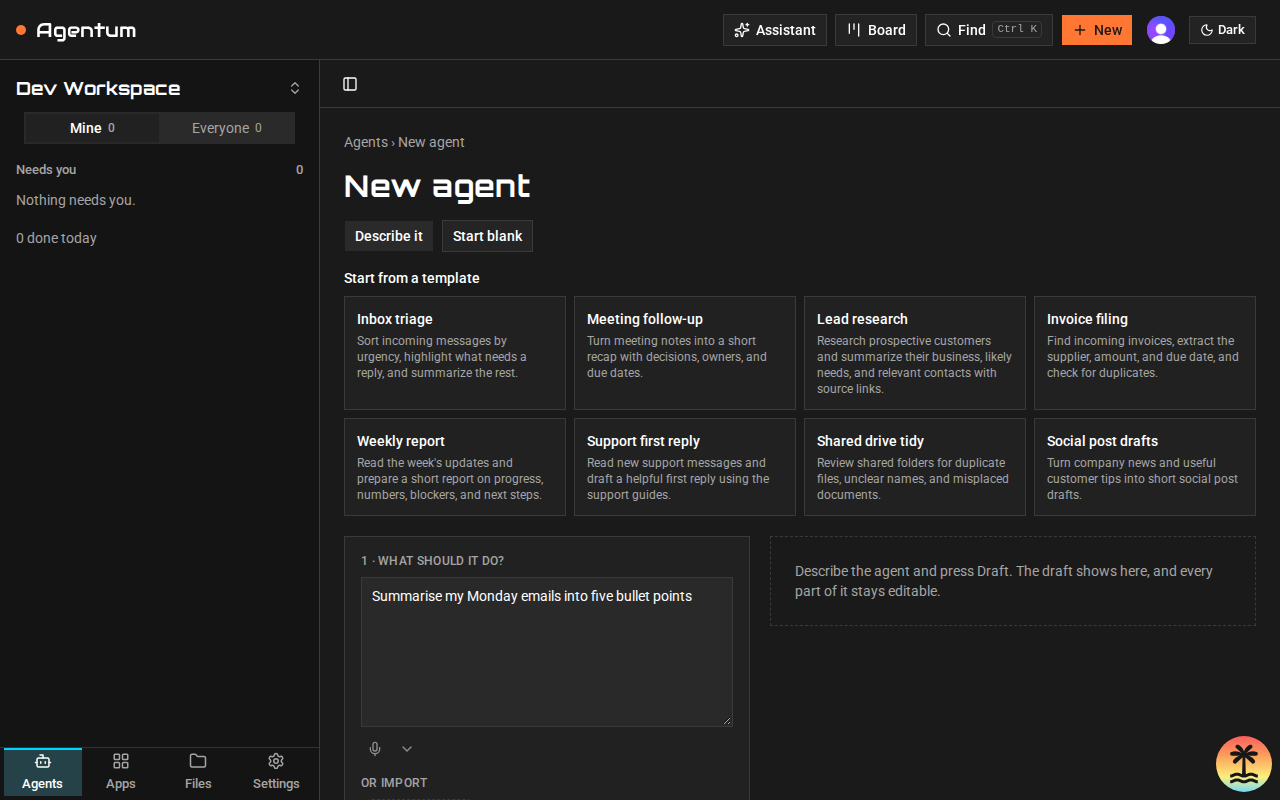 Agentum
Assistant
Board
Find Ctrl K
New
Dark
Dev Workspace
Mine 0
Everyone 0
Needs you 0
Nothing needs you.
0 done today
Agents › New agent
New agent
Describe it
Start blank
Start from a template
Inbox triage
Sort incoming messages by
urgency, highlight what needs a
reply, and summarize the rest.
Meeting follow-up
Turn meeting notes into a short
recap with decisions, owners, and
due dates.
Lead research
Research prospective customers
and summarize their business, likely
needs, and relevant contacts with
source links.
Invoice filing
Find incoming invoices, extract the
supplier, amount, and due date, and
check for duplicates.
Weekly report
Read the week's updates and
prepare a short report on progress,
numbers, blockers, and next steps.
Support first reply
Read new support messages and
draft a helpful first reply using the
support guides.
Shared drive tidy
Review shared folders for duplicate
files, unclear names, and misplaced
documents.
Social post drafts
Turn company news and useful
customer tips into short social post
drafts.
1 · WHAT SHOULD IT DO?
Summarise my Monday emails into five bullet points
OR IMPORT
Describe the agent and press Draft. The draft shows here, and every
part of it stays editable.
Agents
Apps
Files
Settings